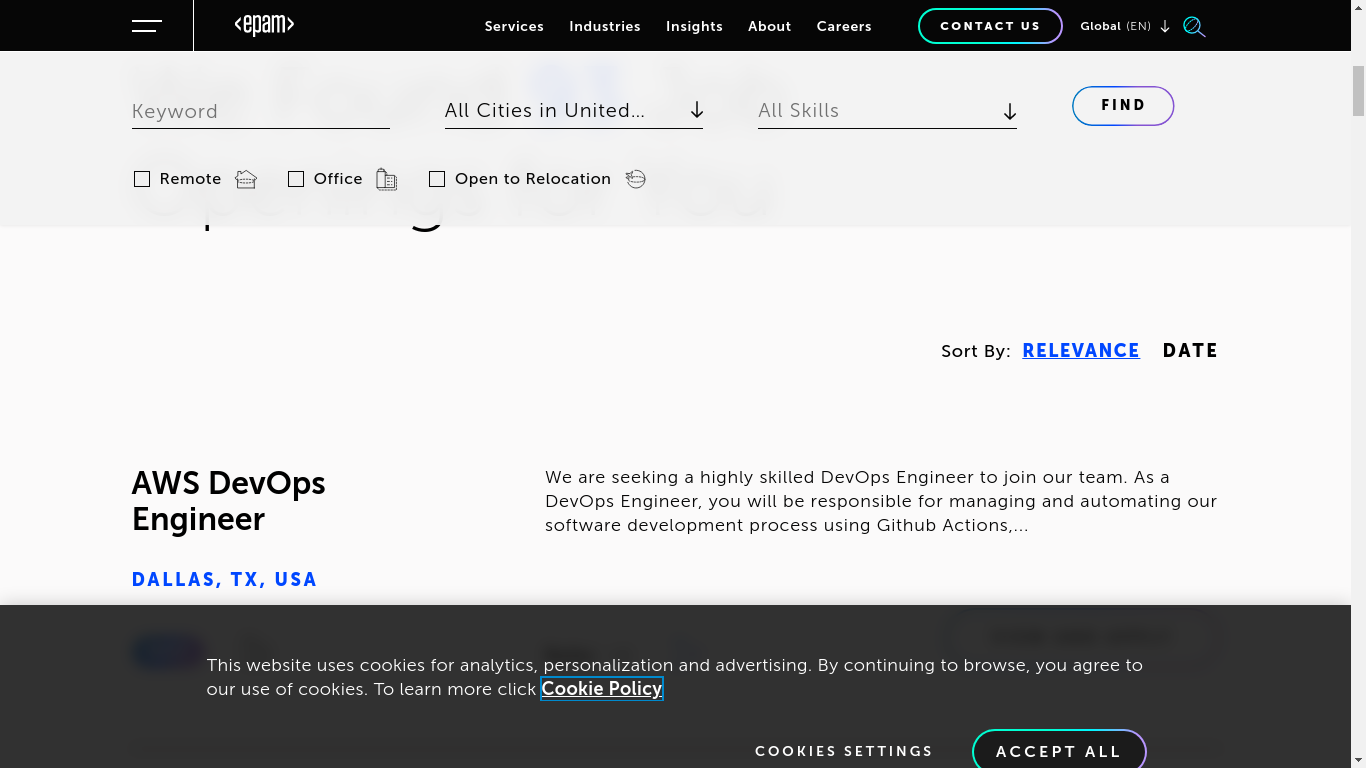 <epam>
Services
Industries
Insights
About
Careers
CONTACT US
Global (EN)
Keyword
All Cities in United...
All Skills
FIND
Remote
Office
Open to Relocation
Openings for You
Sort By: RELEVANCE DATE
AWS DevOps
Engineer
DALLAS, TX, USA
We are seeking a highly skilled DevOps Engineer to join our team. As a
DevOps Engineer, you will be responsible for managing and automating our
software development process using Github Actions,...
This website uses cookies for analytics, personalization and advertising. By continuing to browse, you agree to
our use of cookies. To learn more click Cookie Policy
COOKIES SETTINGS
ACCEPT ALL